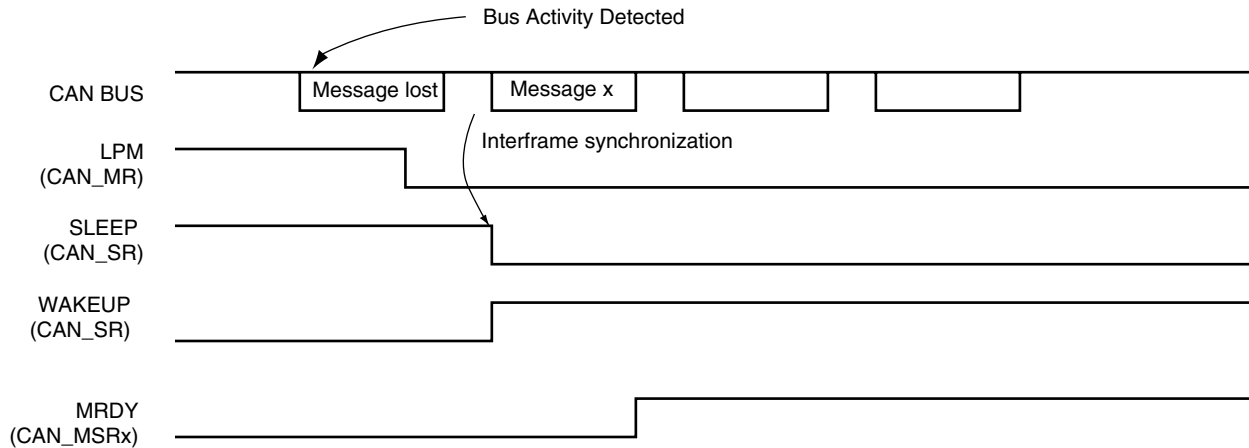 Bus Activity Detected
CAN BUS
Message lost
Message x
Interframe synchronization
LPM
(CAN_MR)
SLEEP
(CAN_SR)
WAKEUP
(CAN_SR)
MRDY
(CAN_MSRx)